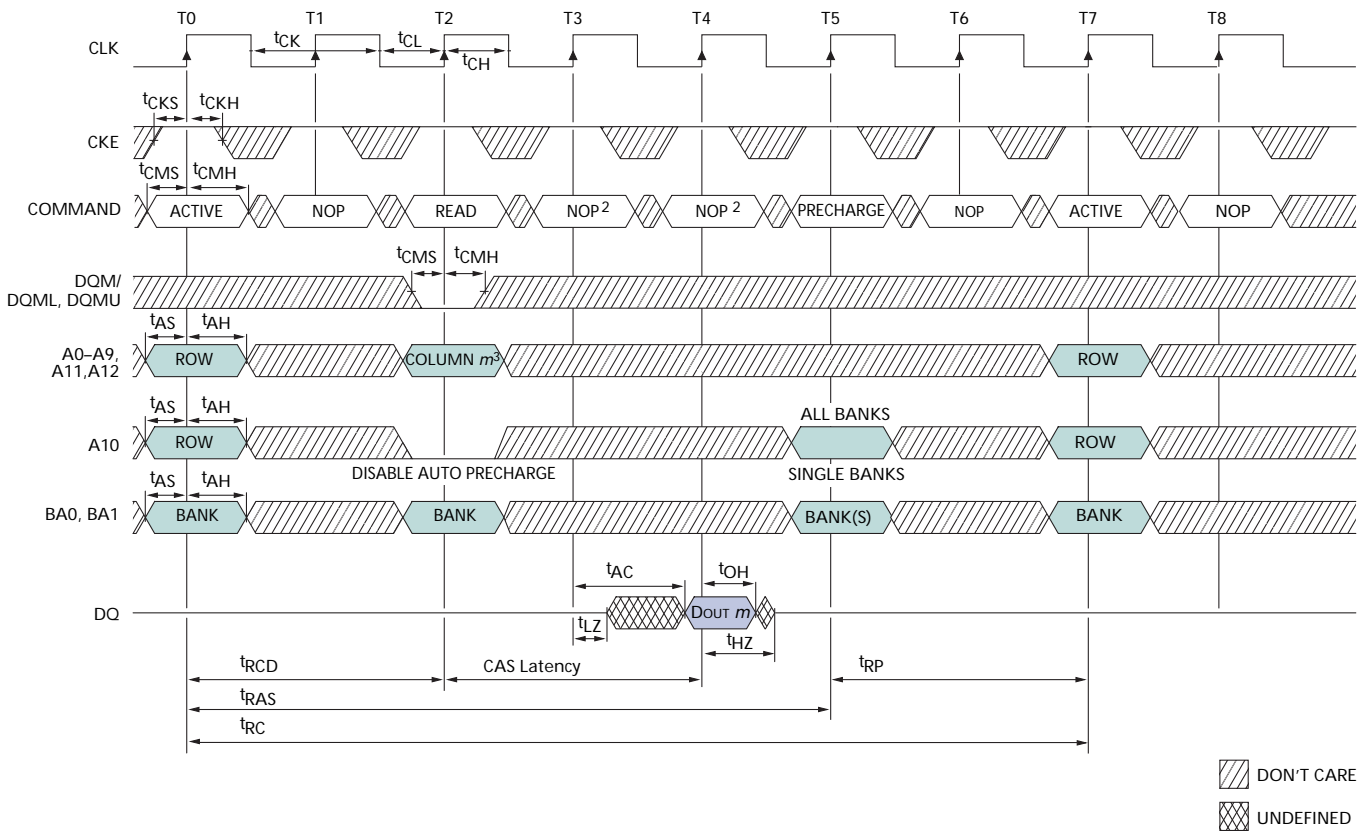 T0 T1 T2 T3 T4 T5 T6 T7 T8
CLK
tCK tCL
tCH
tCKS tCKH
CKE
tCMS tCMH
COMMAND ACTIVE NOP READ NOP 2 NOP 2 PRECHARGE NOP ACTIVE NOP
tCMS tCMH
DQM/
DQML, DQMU
tAS tAH
A0–A9,
A11,A12
ROW COLUMN m3 ROW
tAS tAH
ALL BANKS
A10 ROW ROW
DISABLE AUTO PRECHARGE SINGLE BANKS
tAS tAH
BA0, BA1 BANK BANK BANK(S) BANK
tAC tOH
DQ DOUT m
tLZ tHZ
tRCD CAS Latency tRP
tRAS
tRC
DON'T CARE
UNDEFINED